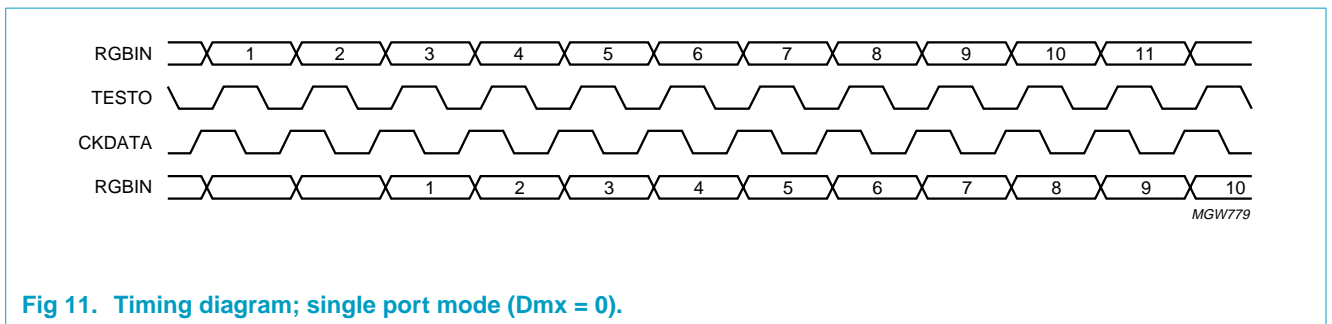 RGBIN 1 2 3 4 5 6 7 8 9 10 11
TESTO
CKDATA
RGBIN 1 2 3 4 5 6 7 8 9 10
MGW779
Fig 11. Timing diagram; single port mode (Dmx = 0).